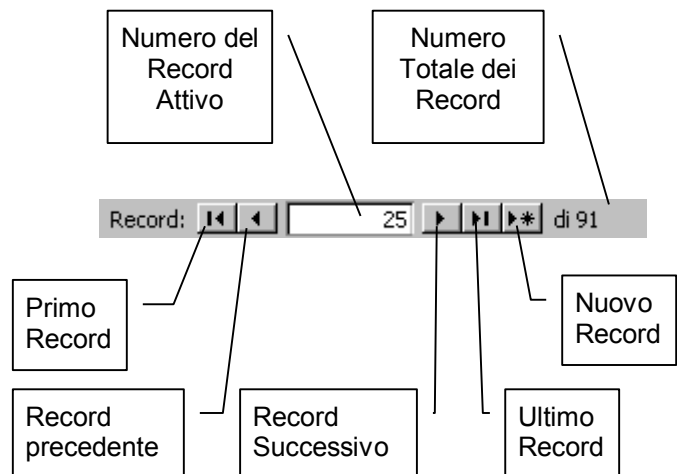 Numero del
Record
Attivo
Numero
Totale dei
Record
Record: 25 di 91
Primo
Record
Nuovo
Record
Record
precedente
Record
Successivo
Ultimo
Record